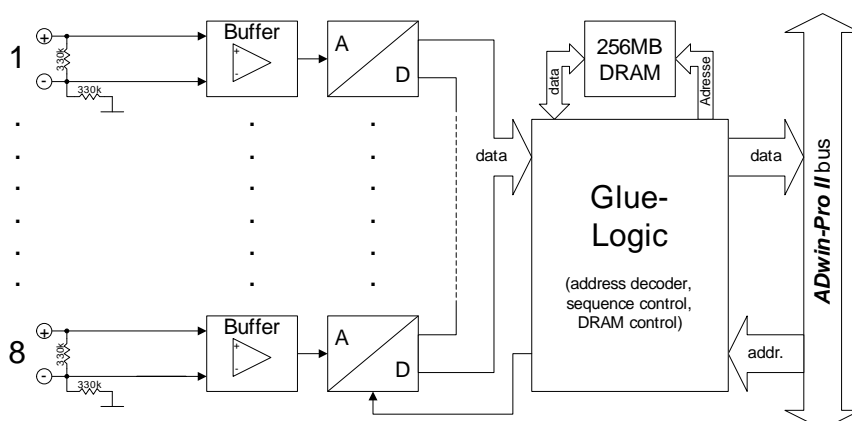 1
+
-
330k
330k
Buffer
+
-
A
D
data
data
256MB
DRAM
Adresse
data
Glue-
Logic
(address decoder,
sequence control,
DRAM control)
ADwin-Pro II bus
addr.
8
+
-
330k
330k
Buffer
+
-
A
D